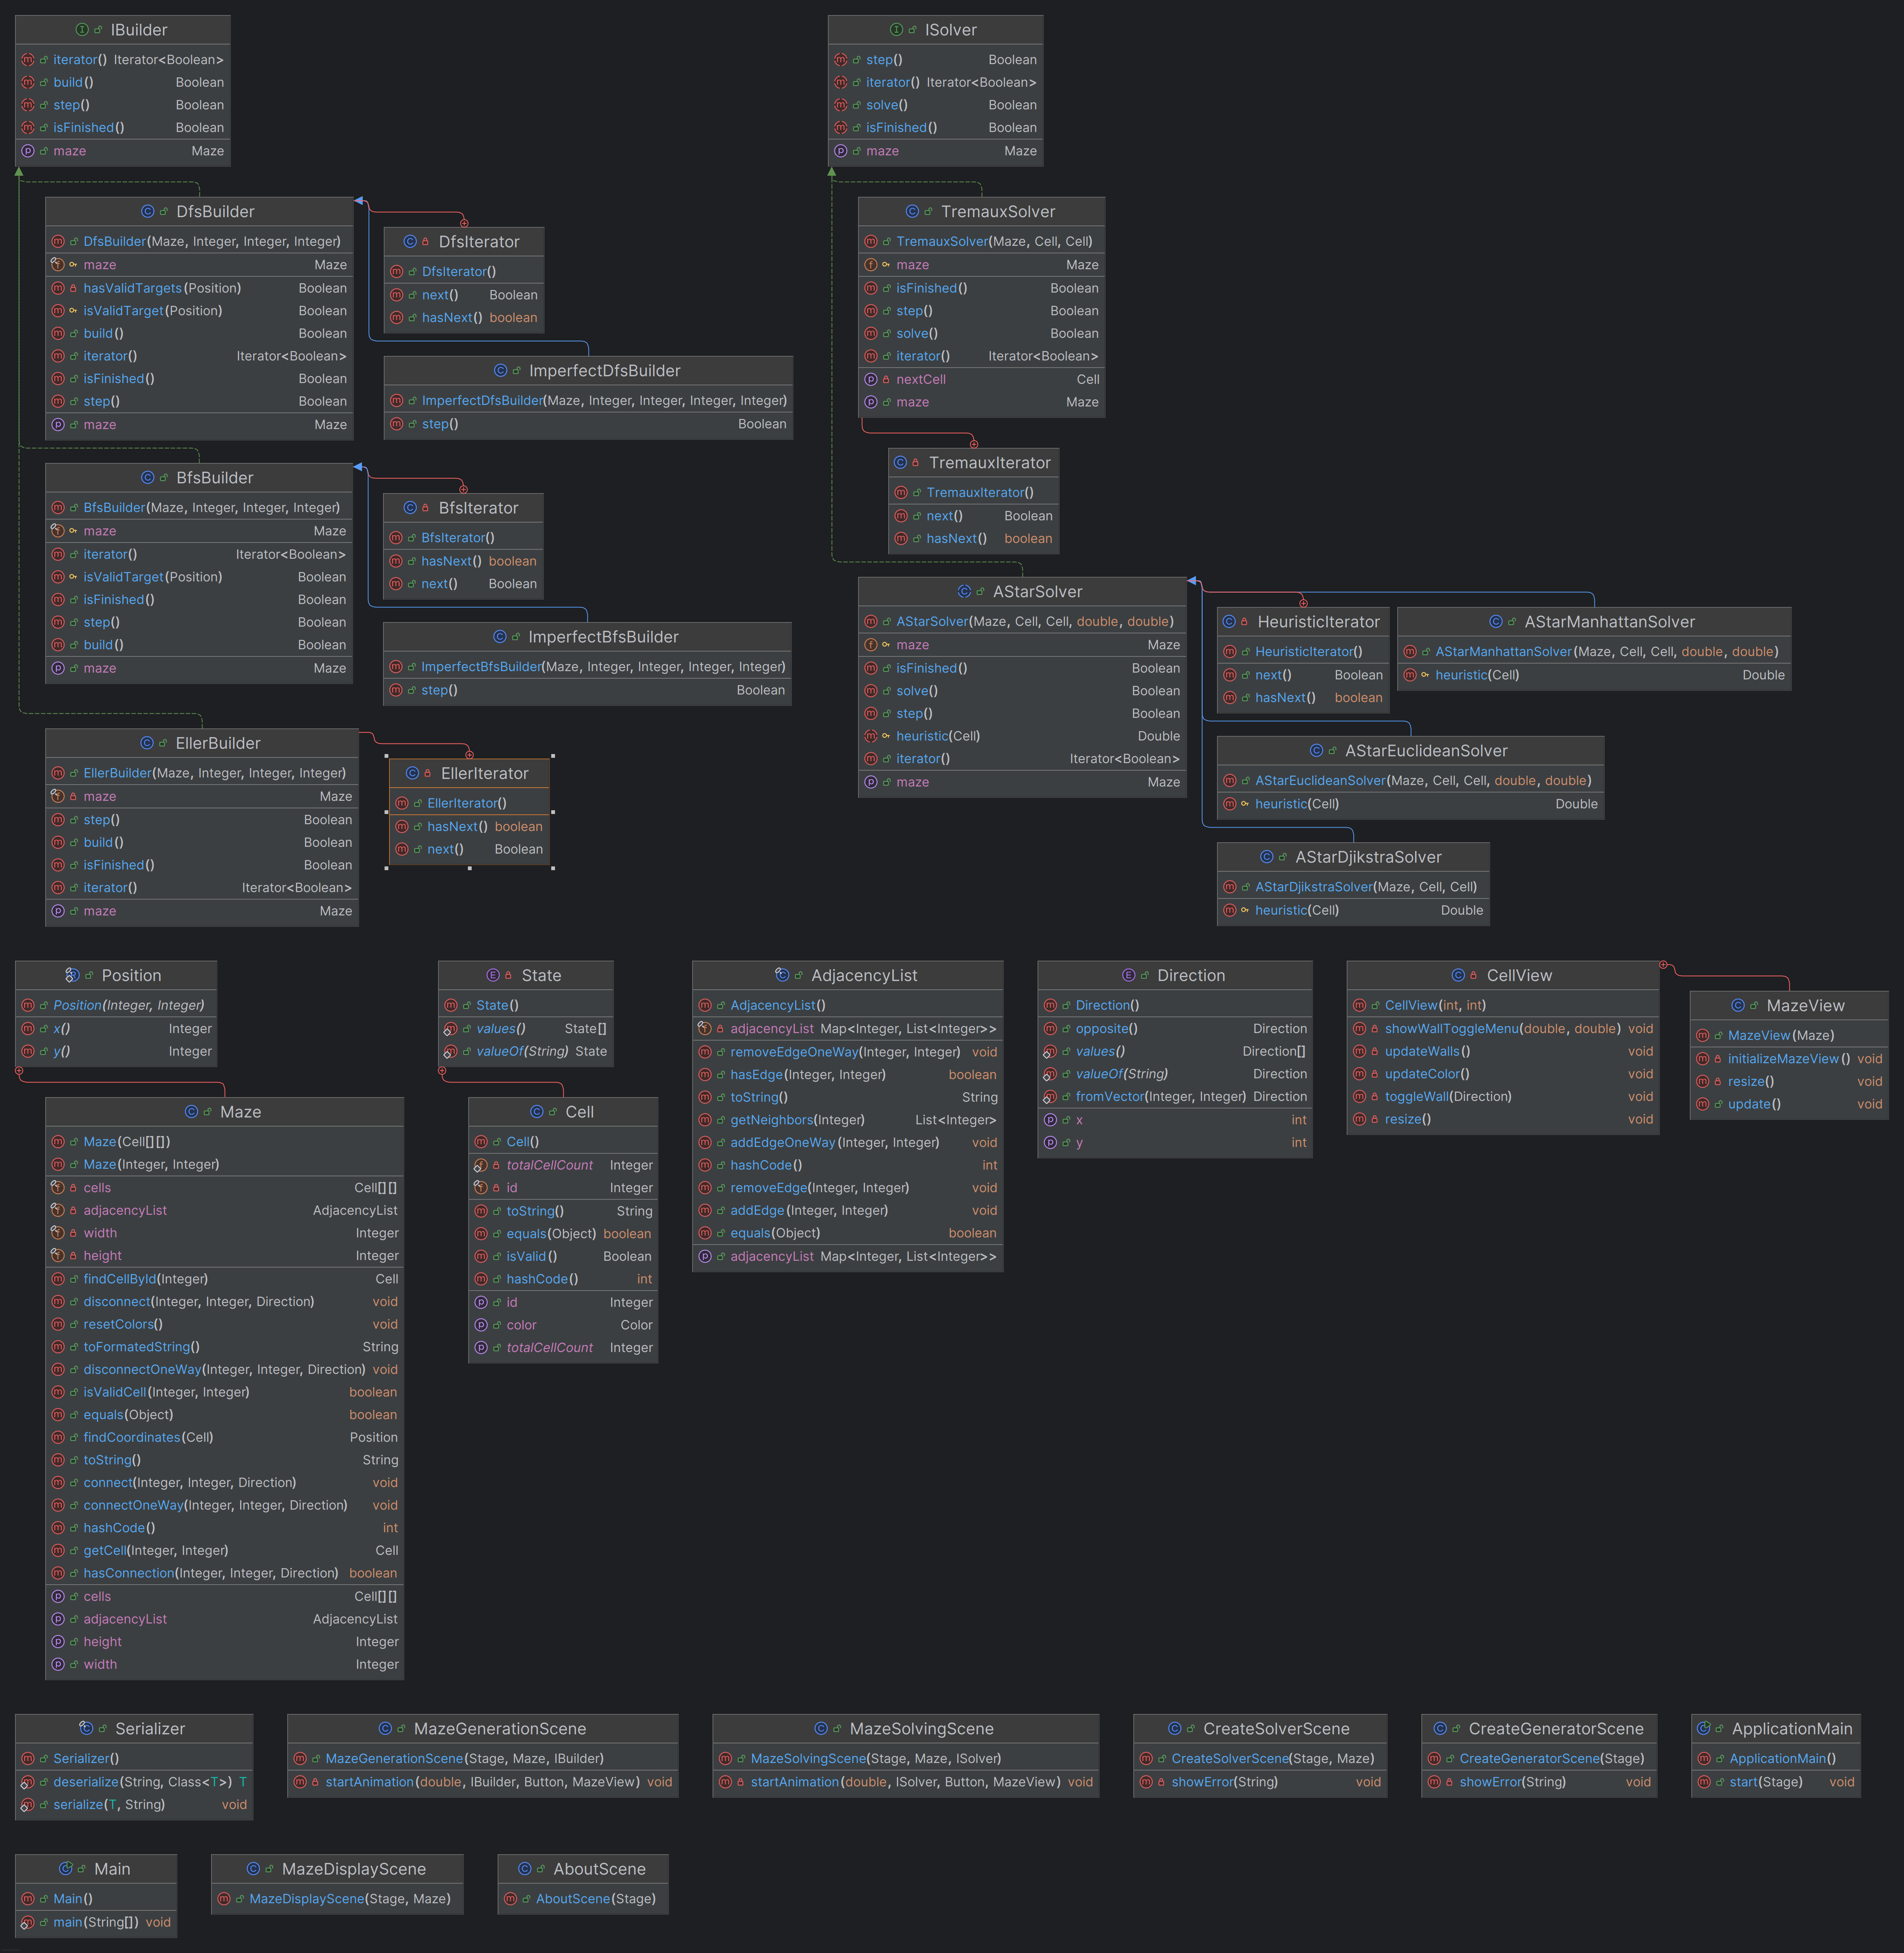 IBuilder
iterator() Iterator<Boolean>
build() Boolean
step() Boolean
isFinished() Boolean
maze Maze
ISolver
step() Boolean
iterator() Iterator<Boolean>
solve() Boolean
isFinished() Boolean
maze Maze
DfsBuilder
DfsBuilder(Maze, Integer, Integer, Integer)
maze Maze
hasValidTargets(Position) Boolean
isValidTarget(Position) Boolean
build() Boolean
iterator() Iterator<Boolean>
isFinished() Boolean
step() Boolean
maze Maze
DfsIterator
DfsIterator()
next() Boolean
hasNext() boolean
ImperfectDfsBuilder
ImperfectDfsBuilder(Maze, Integer, Integer, Integer, Integer)
step() Boolean
TremauxSolver
TremauxSolver(Maze, Cell, Cell)
maze Maze
isFinished() Boolean
step() Boolean
solve() Boolean
iterator() Iterator<Boolean>
nextCell Cell
maze Maze
TremauxIterator
TremauxIterator()
next() Boolean
hasNext() boolean
BfsBuilder
BfsBuilder(Maze, Integer, Integer, Integer)
maze Maze
iterator() Iterator<Boolean>
isValidTarget(Position) Boolean
isFinished() Boolean
step() Boolean
build() Boolean
maze Maze
BfsIterator
BfsIterator()
hasNext() boolean
next() Boolean
ImperfectBfsBuilder
ImperfectBfsBuilder(Maze, Integer, Integer, Integer, Integer)
step() Boolean
AStarSolver
AStarSolver(Maze, Cell, Cell, double, double)
maze Maze
isFinished() Boolean
solve() Boolean
step() Boolean
heuristic(Cell) Double
iterator() Iterator<Boolean>
maze Maze
HeuristicIterator
HeuristicIterator()
next() Boolean
hasNext() boolean
AStarManhattanSolver
AStarManhattanSolver(Maze, Cell, Cell, double, double)
heuristic(Cell) Double
AStarEuclideanSolver
AStarEuclideanSolver(Maze, Cell, Cell, double, double)
heuristic(Cell) Double
AStarDjikstraSolver
AStarDjikstraSolver(Maze, Cell, Cell)
heuristic(Cell) Double
EllerBuilder
EllerBuilder(Maze, Integer, Integer, Integer)
maze Maze
step() Boolean
build() Boolean
isFinished() Boolean
iterator() Iterator<Boolean>
maze Maze
EllerIterator
EllerIterator()
hasNext() boolean
next() Boolean
Position
Position(Integer, Integer)
x() Integer
y() Integer
State
State()
values() State[]
valueOf(String) State
AdjacencyList
AdjacencyList()
adjacencyList Map<Integer, List<Integer>>
removeEdgeOneWay(Integer, Integer) void
hasEdge(Integer, Integer) boolean
toString() String
getNeighbors(Integer) List<Integer>
addEdgeOneWay(Integer, Integer) void
hashCode() int
removeEdge(Integer, Integer) void
addEdge(Integer, Integer) void
equals(Object) boolean
adjacencyList Map<Integer, List<Integer>>
Direction
Direction()
opposite() Direction
values() Direction[]
valueOf(String) Direction
fromVector(Integer, Integer) Direction
x int
y int
CellView
CellView(int, int)
showWallToggleMenu(double, double) void
updateWalls() void
updateColor() void
toggleWall(Direction) void
resize() void
MazeView
MazeView(Maze)
initializeMazeView() void
resize() void
update() void
Maze
Maze(Cell[][])
Maze(Integer, Integer)
cells Cell[][]
adjacencyList AdjacencyList
width Integer
height Integer
findCellById(Integer) Cell
disconnect(Integer, Integer, Direction) void
resetColors() void
toFormatedString() String
disconnectOneWay(Integer, Integer, Direction) void
isValidCell(Integer, Integer) boolean
equals(Object) boolean
findCoordinates(Cell) Position
toString() String
connect(Integer, Integer, Direction) void
connectOneWay(Integer, Integer, Direction) void
hashCode() int
getCell(Integer, Integer) Cell
hasConnection(Integer, Integer, Direction) boolean
cells Cell[][]
adjacencyList AdjacencyList
height Integer
width Integer
Cell
Cell()
totalCellCount Integer
id Integer
toString() String
equals(Object) boolean
isValid() Boolean
hashCode() int
id Integer
color Color
totalCellCount Integer
Serializer
Serializer()
deserialize(String, Class<T>) T
serialize(T, String) void
MazeGenerationScene
MazeGenerationScene(Stage, Maze, IBuilder)
startAnimation(double, IBuilder, Button, MazeView) void
MazeSolvingScene
MazeSolvingScene(Stage, Maze, ISolver)
startAnimation(double, ISolver, Button, MazeView) void
CreateSolverScene
CreateSolverScene(Stage, Maze)
showError(String) void
CreateGeneratorScene
CreateGeneratorScene(Stage)
showError(String) void
ApplicationMain
ApplicationMain()
start(Stage) void
Main
Main()
main(String[]) void
MazeDisplayScene
MazeDisplayScene(Stage, Maze)
AboutScene
AboutScene(Stage)